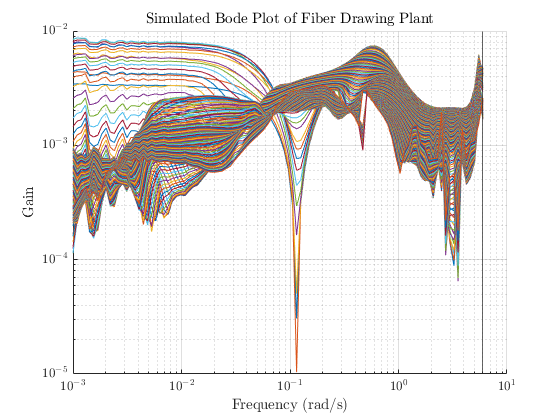 Simulated Bode Plot of Fiber Drawing Plant
10^-2
10^-3
10^-4
10^-5
Gain
10^-3 10^-2 10^-1 10^0 10^1
Frequency (rad/s)